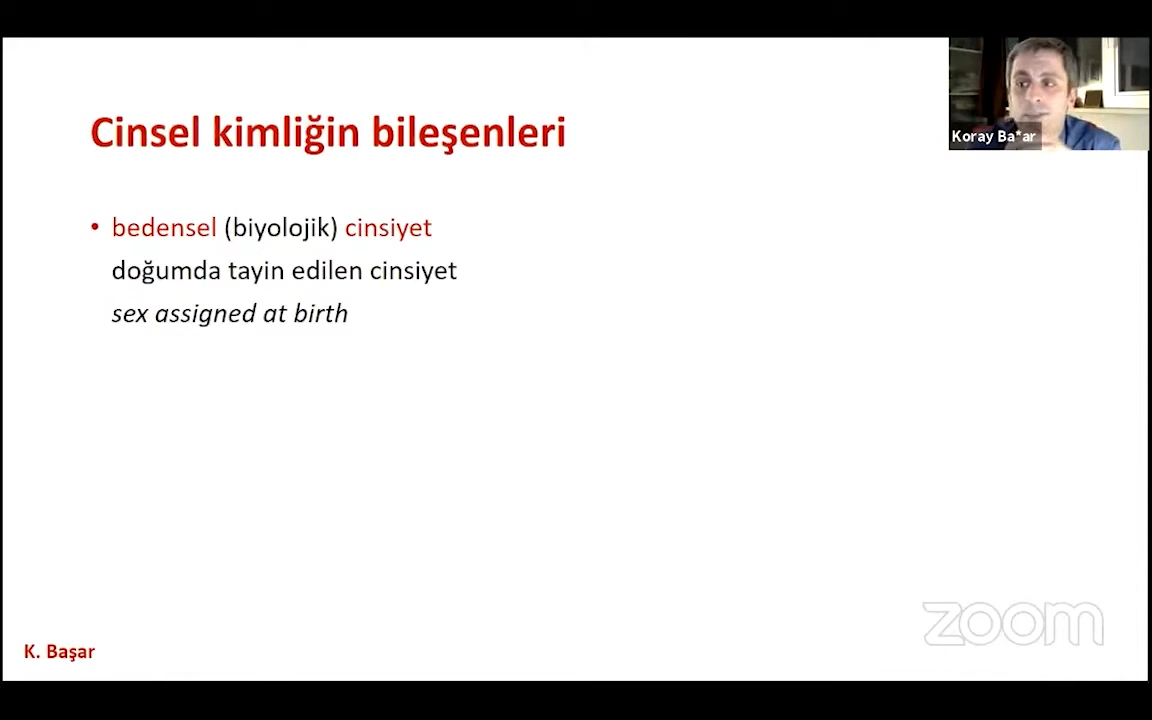 Cinsel kimliğin bileşenleri
Koray Ba*ar
• bedensel (biyolojik) cinsiyet
doğumda tayin edilen cinsiyet
sex assigned at birth
zoom
K. Başar